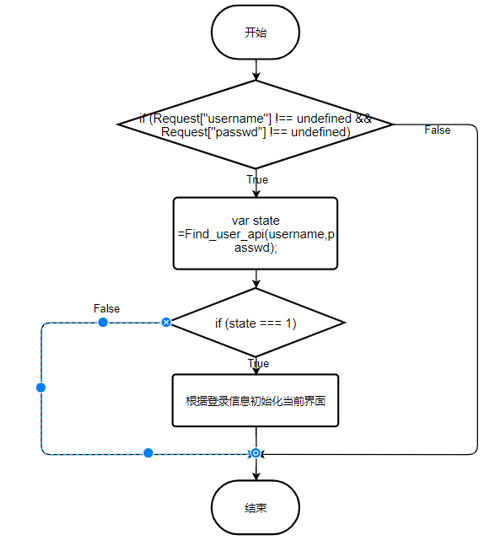 开始
if (Request["username"] !== undefined &&
Request["passwd"] !== undefined)
False
True
var state
=Find_user_api(username,p
asswd);
False
if (state === 1)
True
根据登录信息初始化当前界面
结束